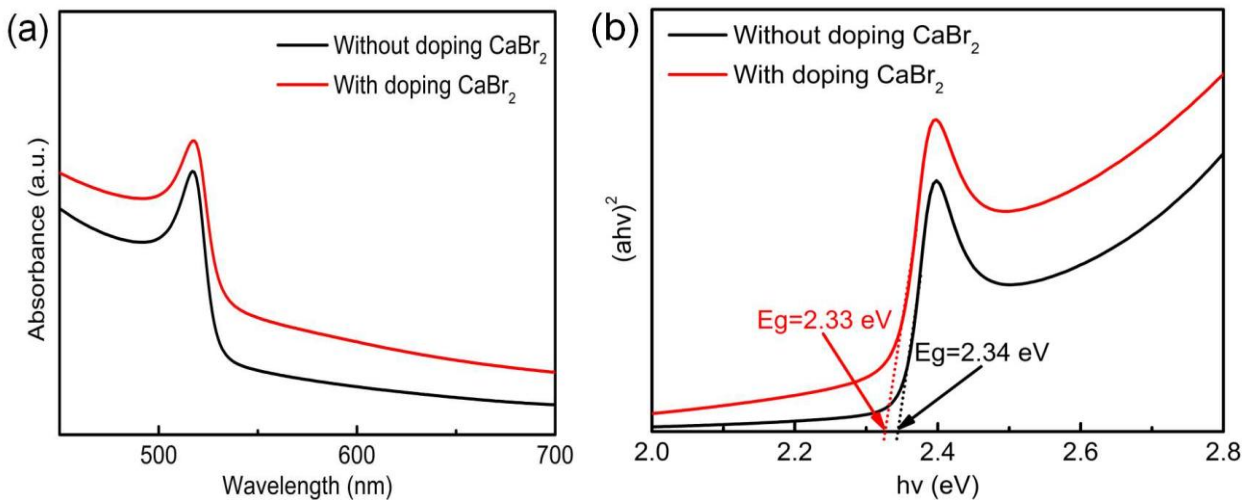 (a)
Without doping CaBr₂
With doping CaBr₂
Absorbance (a.u.)
500
600
700
Wavelength (nm)
(b)
Without doping CaBr₂
With doping CaBr₂
(ahv)²
Eg=2.33 eV
Eg=2.34 eV
2.0
2.2
2.4
2.6
2.8
hv (eV)